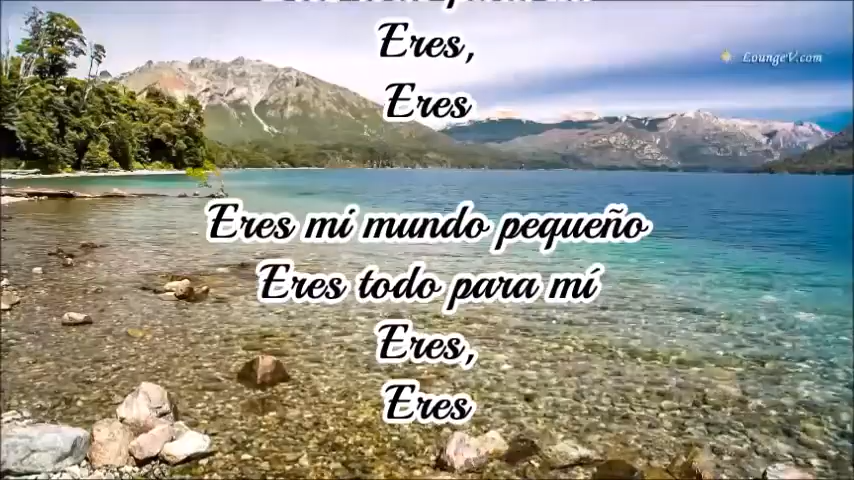 Eres,
Eres
LoungeV.com
Eres mi mundo pequeño
Eres todo para mí
Eres,
Eres